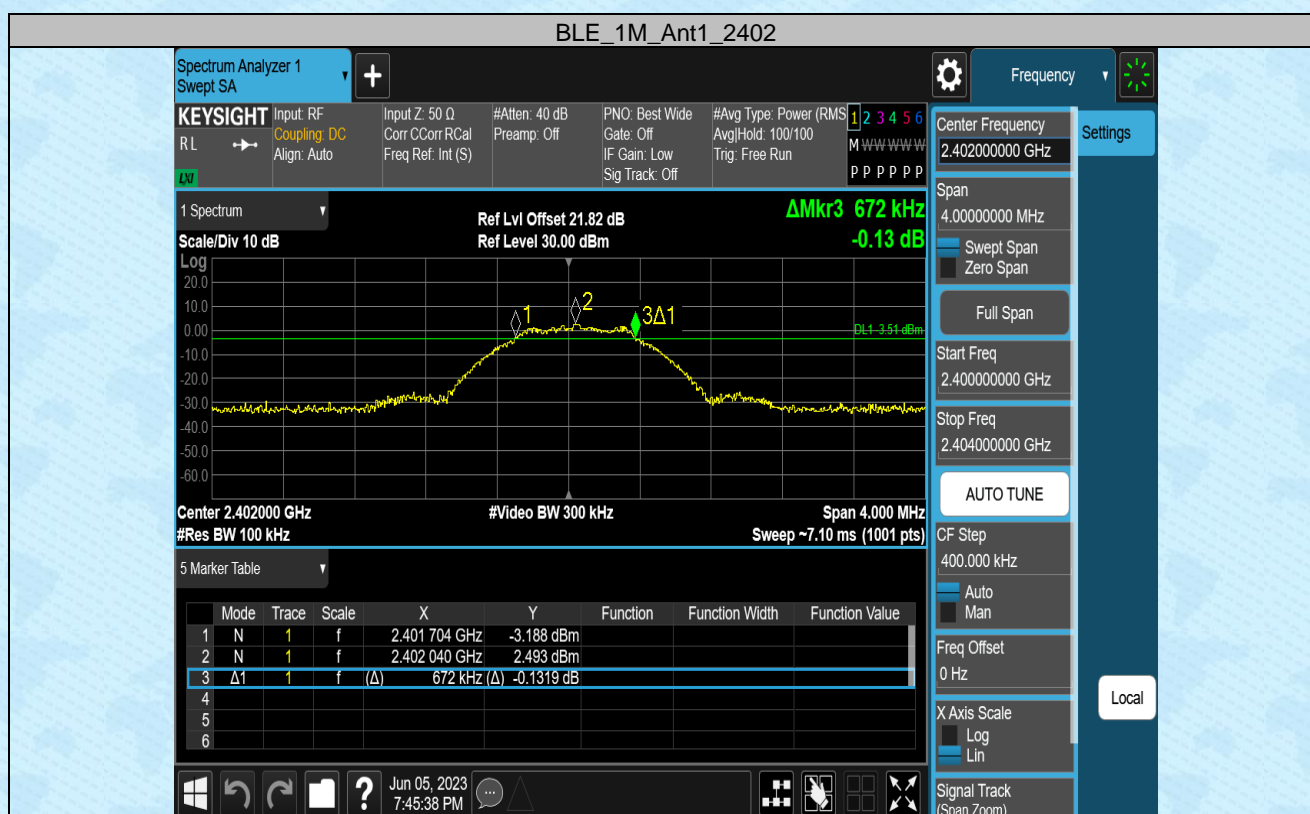 BLE_1M_Ant1_2402
Spectrum Analyzer 1
Swept SA
Frequency
KEYSIGHT
RL
LXI
Input: RF
Coupling: DC
Align: Auto
Input Z: 50 Ω
Corr CCorr RCal
Freq Ref: Int (S)
#Atten: 40 dB
Preamp: Off
PNO: Best Wide
Gate: Off
IF Gain: Low
Sig Track: Off
#Avg Type: Power (RMS
Avg|Hold: 100/100
Trig: Free Run
1 2 3 4 5 6
M W W W W W
P P P P P P
1 Spectrum
Scale/Div 10 dB
Ref Lvl Offset 21.82 dB
Ref Level 30.00 dBm
ΔMkr3 672 kHz
-0.13 dB
Log
20.0
10.0
0.00
-10.0
-20.0
-30.0
-40.0
-50.0
-60.0
1
2
3Δ1
DL1 -3.51 dBm
Center 2.402000 GHz
#Video BW 300 kHz
Span 4.000 MHz
#Res BW 100 kHz
Sweep ~7.10 ms (1001 pts)
5 Marker Table
Mode Trace Scale X Y Function Function Width Function Value
1 N 1 f 2.401 704 GHz -3.188 dBm
2 N 1 f 2.402 040 GHz 2.493 dBm
3 Δ1 1 f (Δ) 672 kHz (Δ) -0.1319 dB
4
5
6
?
Jun 05, 2023
7:45:38 PM
Center Frequency
2.402000000 GHz
Settings
Span
4.00000000 MHz
Swept Span
Zero Span
Full Span
Start Freq
2.400000000 GHz
Stop Freq
2.404000000 GHz
AUTO TUNE
CF Step
400.000 kHz
Auto
Man
Freq Offset
0 Hz
X Axis Scale
Log
Lin
Local
Signal Track
(Span Zoom)